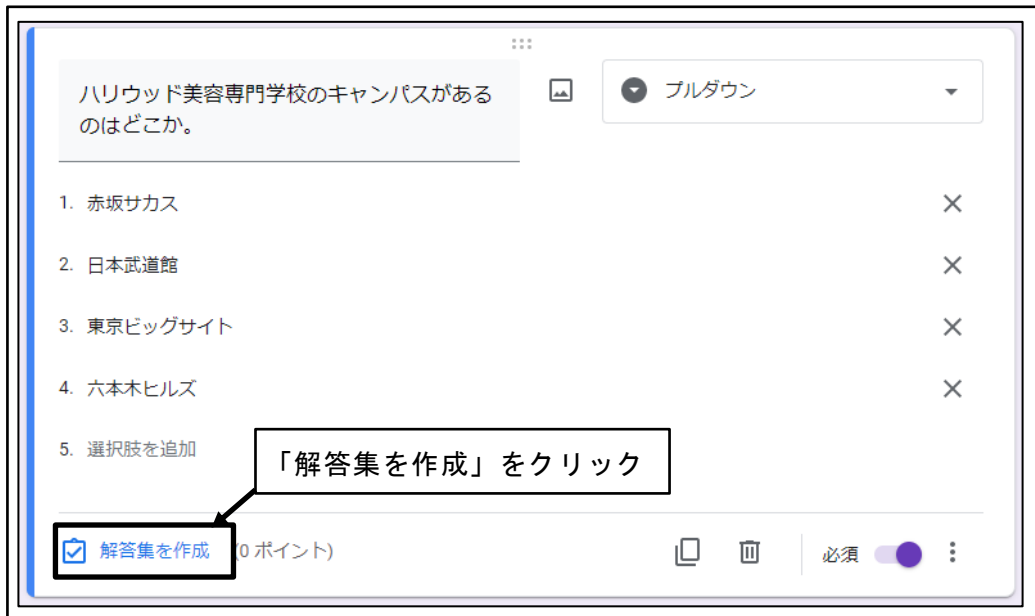 ハリウッド美容専門学校のキャンパスがある
のはどこか。
プルダウン
1. 赤坂サカス
2. 日本武道館
3. 東京ビッグサイト
4. 六本木ヒルズ
5. 選択肢を追加
「解答集を作成」をクリック
解答集を作成 (0 ポイント)
必須